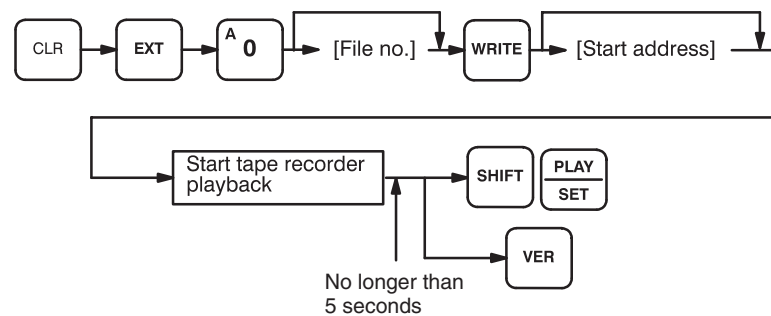 CLR
EXT
A
0
[File no.]
WRITE
[Start address]
Start tape recorder
playback
SHIFT
PLAY
SET
VER
No longer than
5 seconds